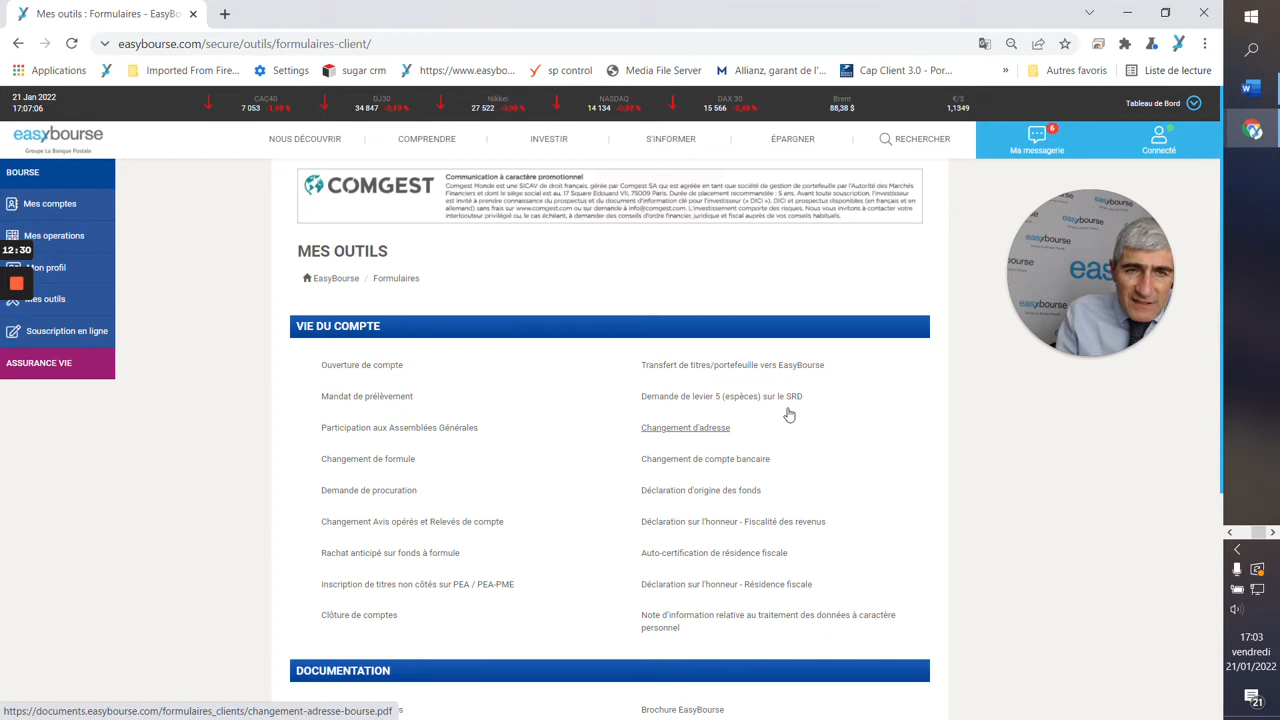 Mes outils : Formulaires - EasyBo
easybourse.com/secure/outils/formulaires-client/
Applications
Imported From Fire...
Settings
sugar crm
https://www.easybo...
sp control
Media File Server
Allianz, garant de l'...
Cap Client 3.0 - Por...
»
Autres favoris
Liste de lecture
21 Jan 2022
17:07:06
CAC40
7 053 -1,98 %
DJ30
34 847 -0,19 %
Nikkei
27 522 -0,90 %
NASDAQ
14 134
DAX 30
15 566
Brent
88,38 $
€/$
1,1349
Tableau de Bord
easybourse
Groupe La Banque Postale
NOUS DÉCOUVRIR
COMPRENDRE
INVESTIR
S'INFORMER
ÉPARGNER
RECHERCHER
6
Ma messagerie
Connecté
BOURSE
Mes comptes
Mes operations
12:30
Mon profil
Mes outils
Souscription en ligne
ASSURANCE VIE
COMGEST
Communication à caractère promotionnel
Comgest Monde est une SICAV de droit français, gérée par Comgest SA qui est agréée en tant que société de gestion de portefeuille par l'Autorité des Marchés
Financiers et dont le siège social est au, 17 Square Edouard VII, 75009 Paris. Durée de placement recommandée : 5 ans. Avant toute souscription, l'investisseur
est invité à prendre connaissance du prospectus et du document d'information clé pour l'investisseur (« DICI »). DICI et prospectus disponibles (en français et en
allemand) sans frais sur www.comgest.com ou sur demande à info@comgest.com. L'investissement comporte des risques. Nous vous invitons à prendre contact avec votre
interlocuteur privilégié ou, le cas échéant, à demander des conseils d'ordre financier, juridique et fiscal auprès de vos conseils habituels.
MES OUTILS
EasyBourse / Formulaires
VIE DU COMPTE
Ouverture de compte
Transfert de titres/portefeuille vers EasyBourse
Mandat de prélèvement
Demande de levier 5 (espèces) sur le SRD
Participation aux Assemblées Générales
Changement d'adresse
Changement de formule
Changement de compte bancaire
Demande de procuration
Déclaration d'origine des fonds
Changement Avis opérés et Relevés de compte
Déclaration sur l'honneur - Fiscalité des revenus
Rachat anticipé sur fonds à formule
Auto-certification de résidence fiscale
Inscription de titres non côtés sur PEA / PEA-PME
Déclaration sur l'honneur - Résidence fiscale
Clôture de comptes
Note d'information relative au traitement des données à caractère
personnel
DOCUMENTATION
Brochure EasyBourse
https://documents.easybourse.com/formulaires_clients/changement-adresse-bourse.pdf
easybourse
easybourse
easybourse
17:03
vendredi
21/01/2022
21